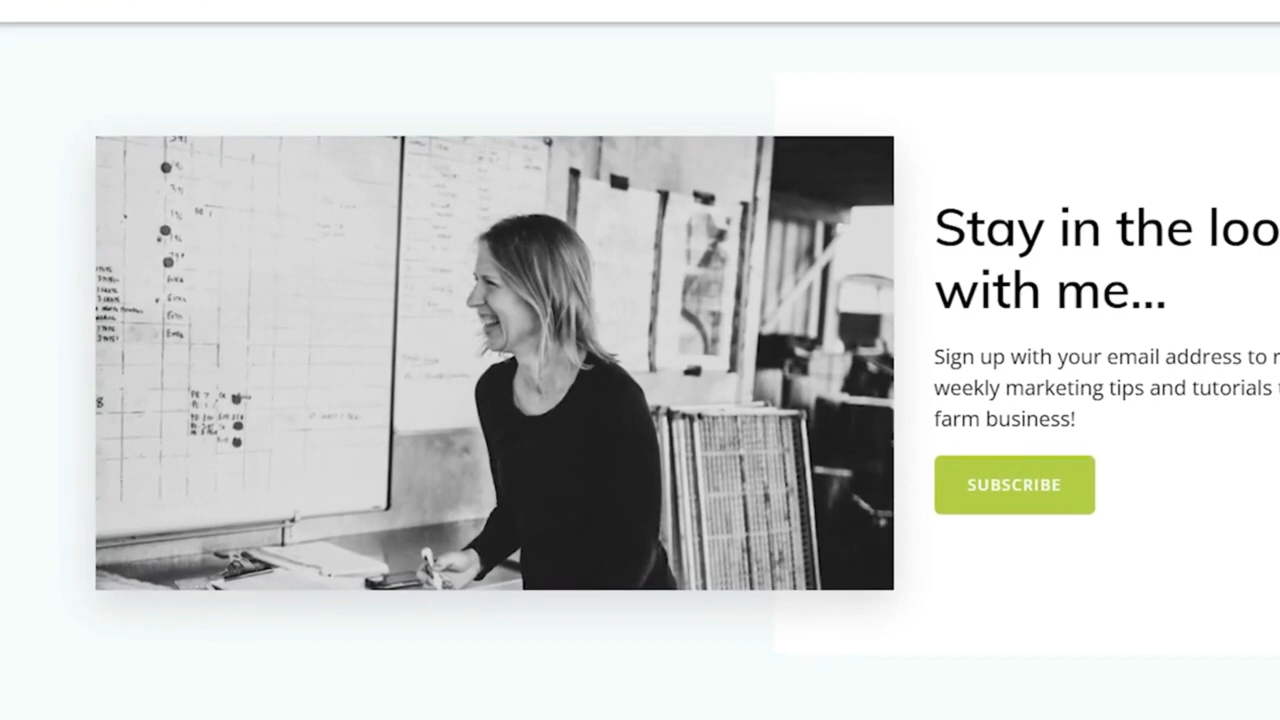 Stay in the loo
with me...
Sign up with your email address to r
weekly marketing tips and tutorials t
farm business!
SUBSCRIBE